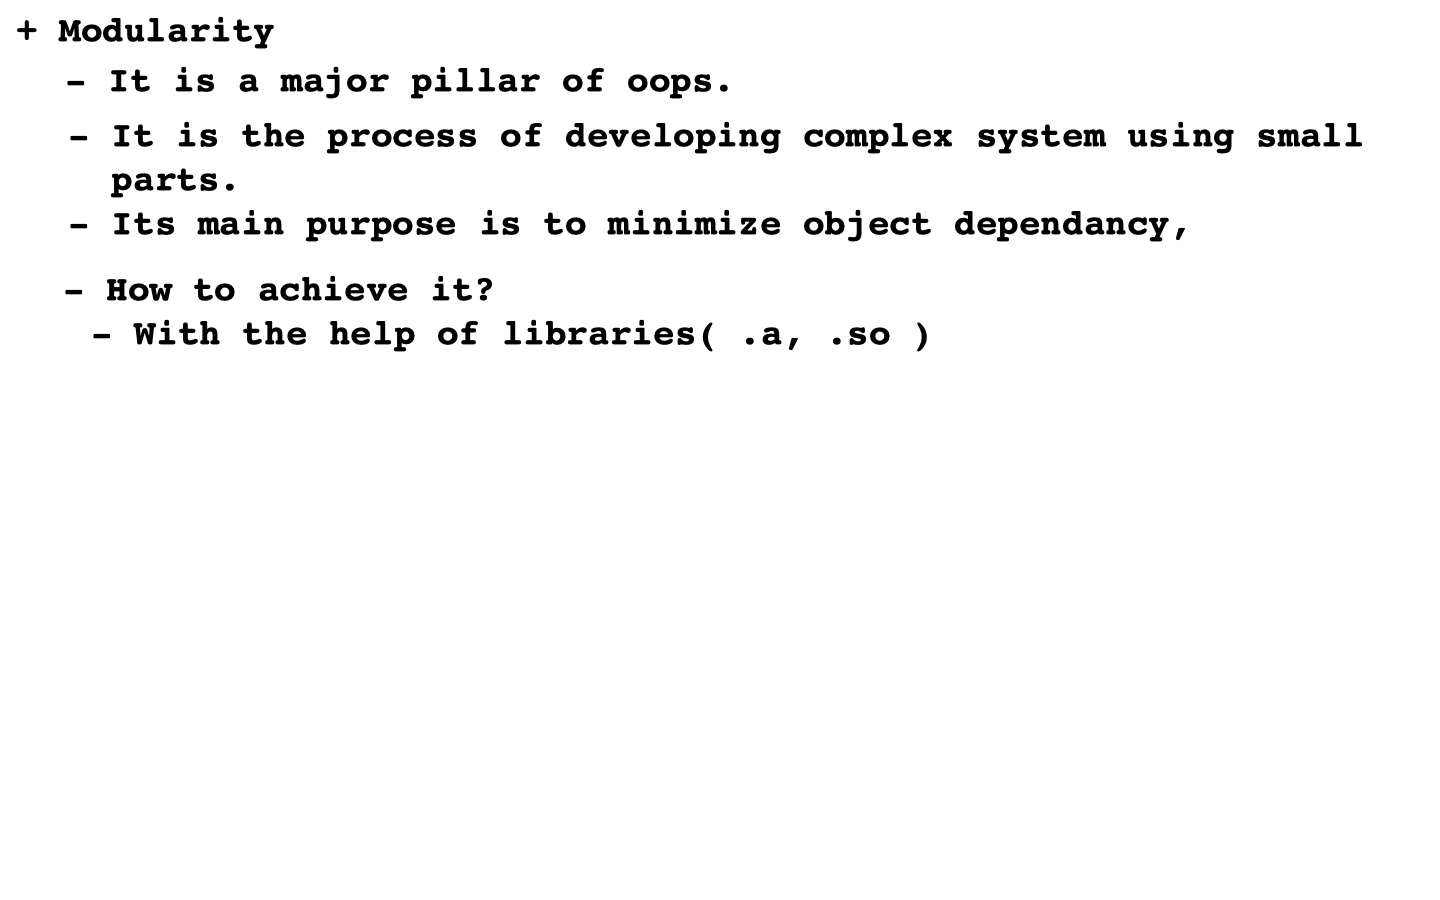 + Modularity
- It is a major pillar of oops.
- It is the process of developing complex system using small
parts.
- Its main purpose is to minimize object dependancy,
- How to achieve it?
- With the help of libraries( .a, .so )